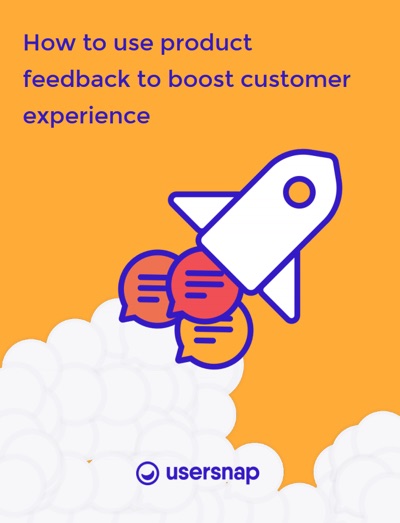 How to use product
feedback to boost customer
experience
usersnap